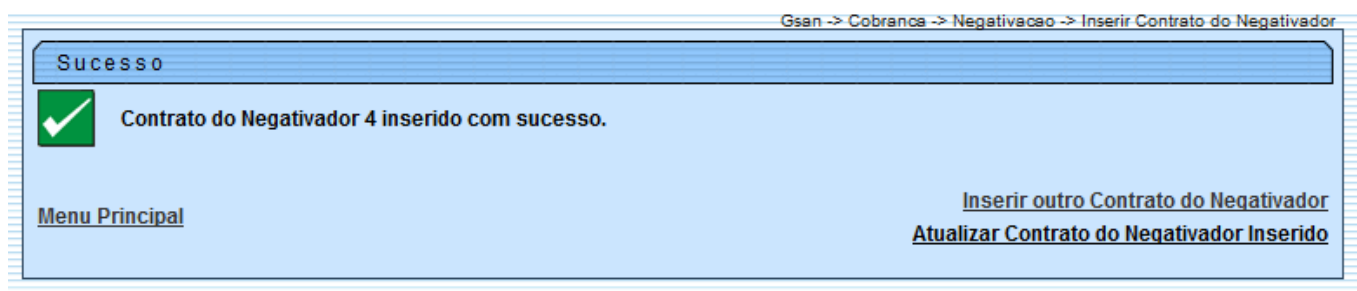 Gsan -> Cobranca -> Negativacao -> Inserir Contrato do Negativador
Sucesso
Contrato do Negativador 4 inserido com sucesso.
Inserir outro Contrato do Negativador
Menu Principal
Atualizar Contrato do Negativador Inserido